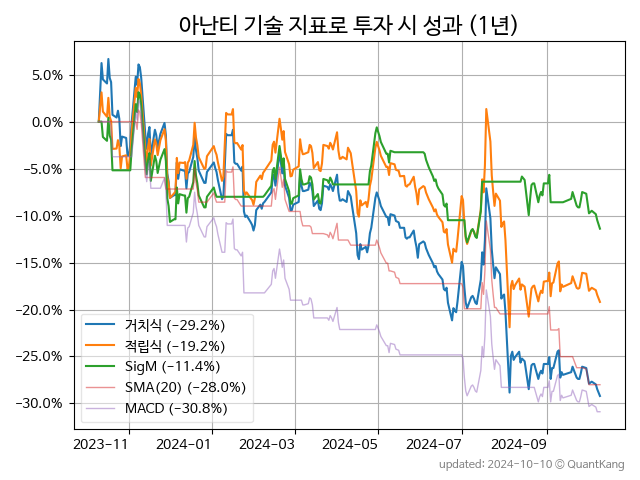 아난티 기술 지표로 투자 시 성과 (1년)
5.0%
0.0%
−5.0%
−10.0%
−15.0%
−20.0%
−25.0%
−30.0%
거치식 (−29.2%)
적립식 (−19.2%)
SigM (−11.4%)
SMA(20) (−28.0%)
MACD (−30.8%)
2023−11 2024−01 2024−03 2024−05 2024−07 2024−09
updated: 2024−10−10 © QuantKang